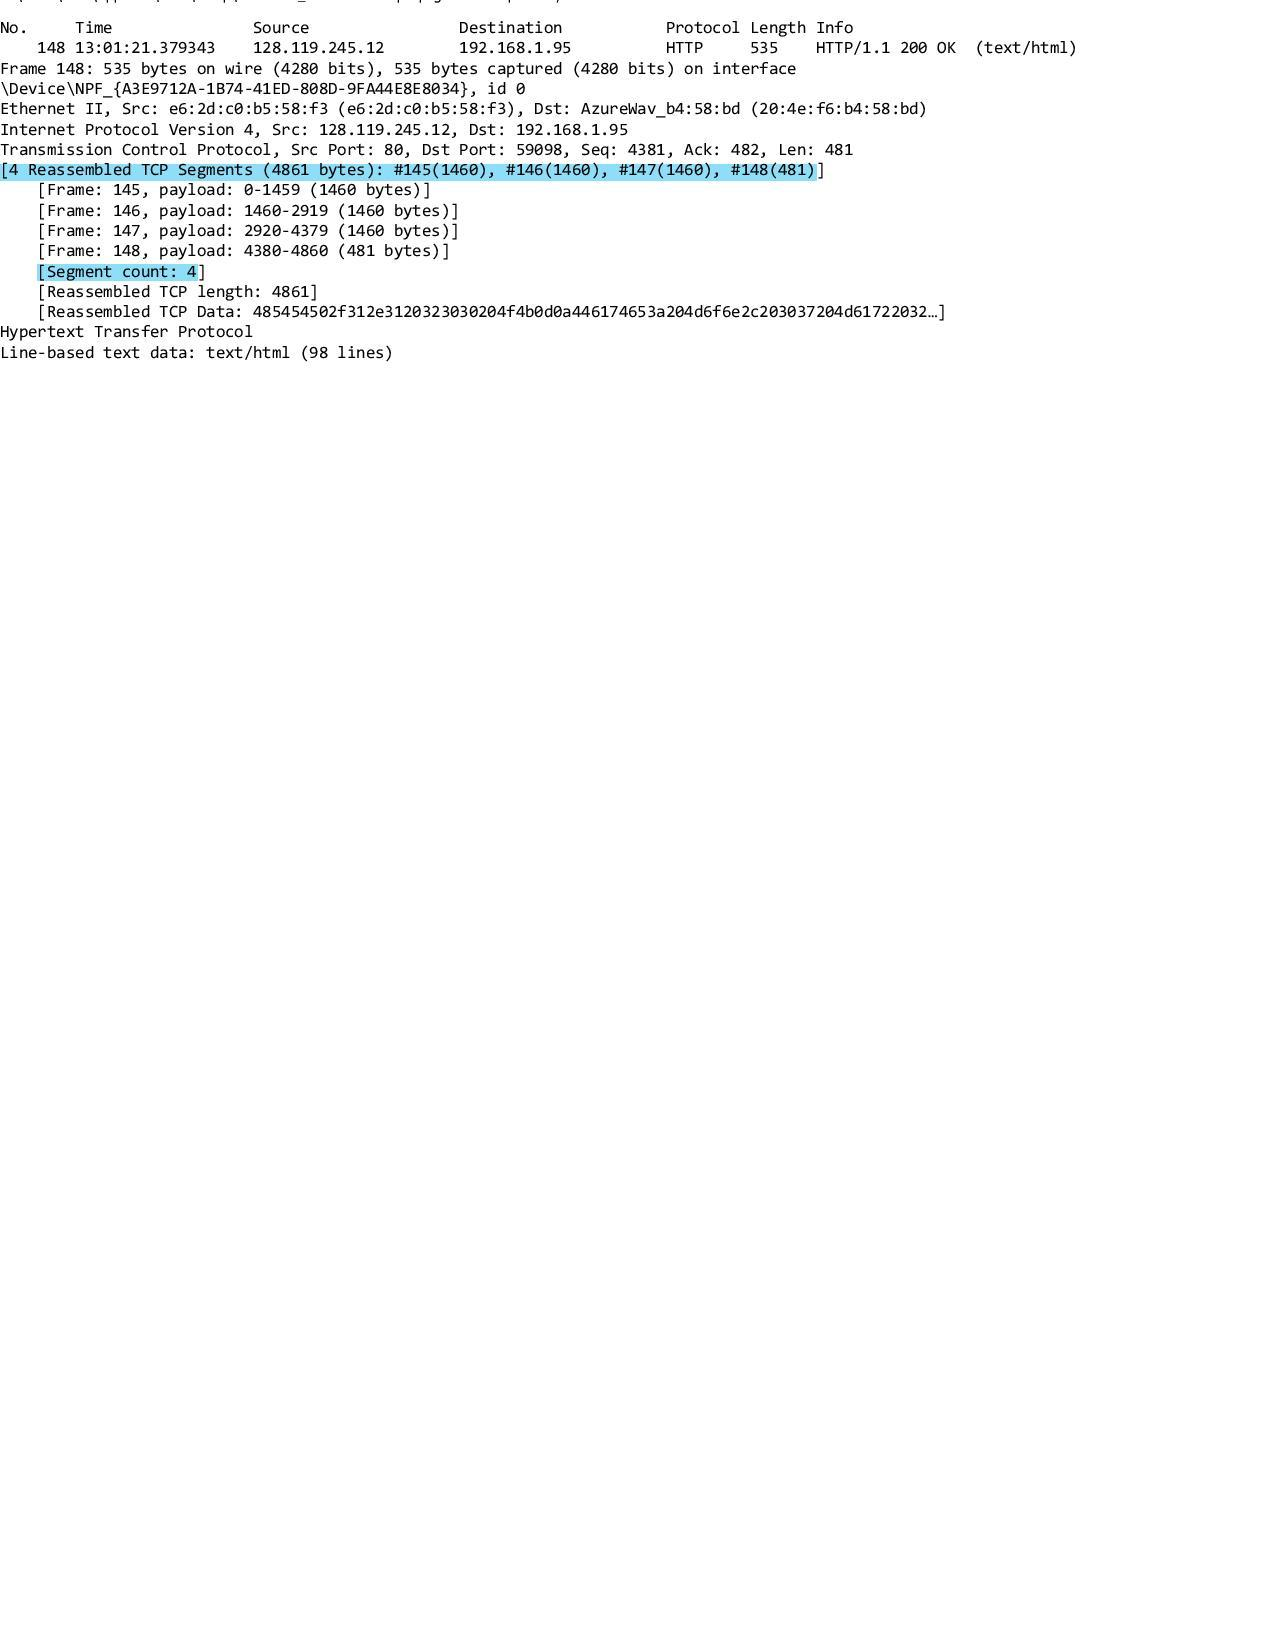 No. Time Source Destination Protocol Length Info
148 13:01:21.379343 128.119.245.12 192.168.1.95 HTTP 535 HTTP/1.1 200 OK (text/html)
Frame 148: 535 bytes on wire (4280 bits), 535 bytes captured (4280 bits) on interface
\Device\NPF_{A3E9712A-1B74-41ED-808D-9FA44E8E8034}, id 0
Ethernet II, Src: e6:2d:c0:b5:58:f3 (e6:2d:c0:b5:58:f3), Dst: AzureWav_b4:58:bd (20:4e:f6:b4:58:bd)
Internet Protocol Version 4, Src: 128.119.245.12, Dst: 192.168.1.95
Transmission Control Protocol, Src Port: 80, Dst Port: 59098, Seq: 4381, Ack: 482, Len: 481
[4 Reassembled TCP Segments (4861 bytes): #145(1460), #146(1460), #147(1460), #148(481)]
[Frame: 145, payload: 0-1459 (1460 bytes)]
[Frame: 146, payload: 1460-2919 (1460 bytes)]
[Frame: 147, payload: 2920-4379 (1460 bytes)]
[Frame: 148, payload: 4380-4860 (481 bytes)]
[Segment count: 4]
[Reassembled TCP length: 4861]
[Reassembled TCP Data: 485454502f312e3120323030204f4b0d0a446174653a204d6f6e2c203037204d61722032…]
Hypertext Transfer Protocol
Line-based text data: text/html (98 lines)